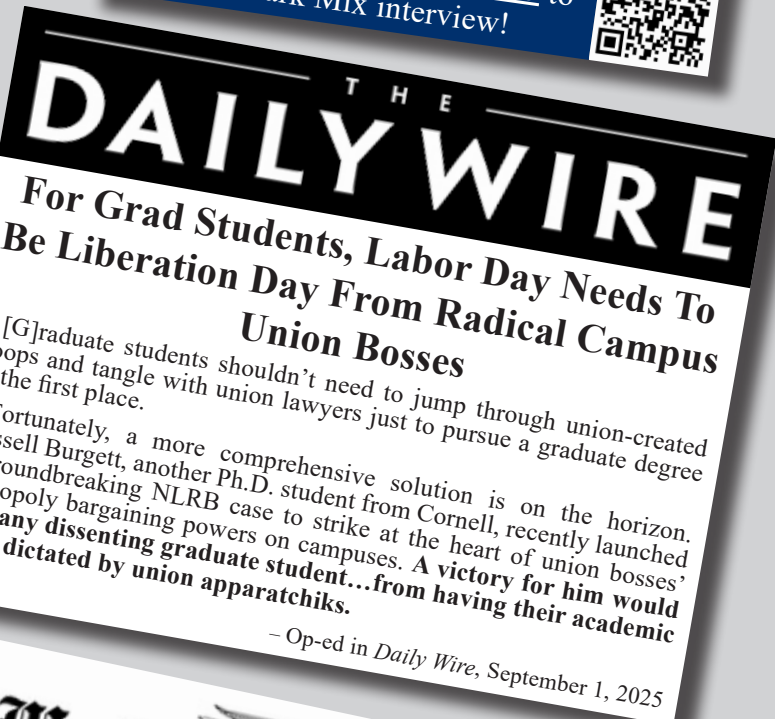 Mix interview!
to
THE
DAILY WIRE
For Grad Students, Labor Day Needs To
Be Liberation Day From Radical Campus
Union Bosses
[G]raduate students shouldn’t need to jump through union-created
oops and tangle with union lawyers just to pursue a graduate degree
the first place.
Fortunately, a more comprehensive solution is on the horizon.
ssell Burgett, another Ph.D. student from Cornell, recently launched
roundbreaking NLRB case to strike at the heart of union bosses’
opoly bargaining powers on campuses. A victory for him would
any dissenting graduate student…from having their academic
dictated by union apparatchiks.
– Op-ed in Daily Wire, September 1, 2025